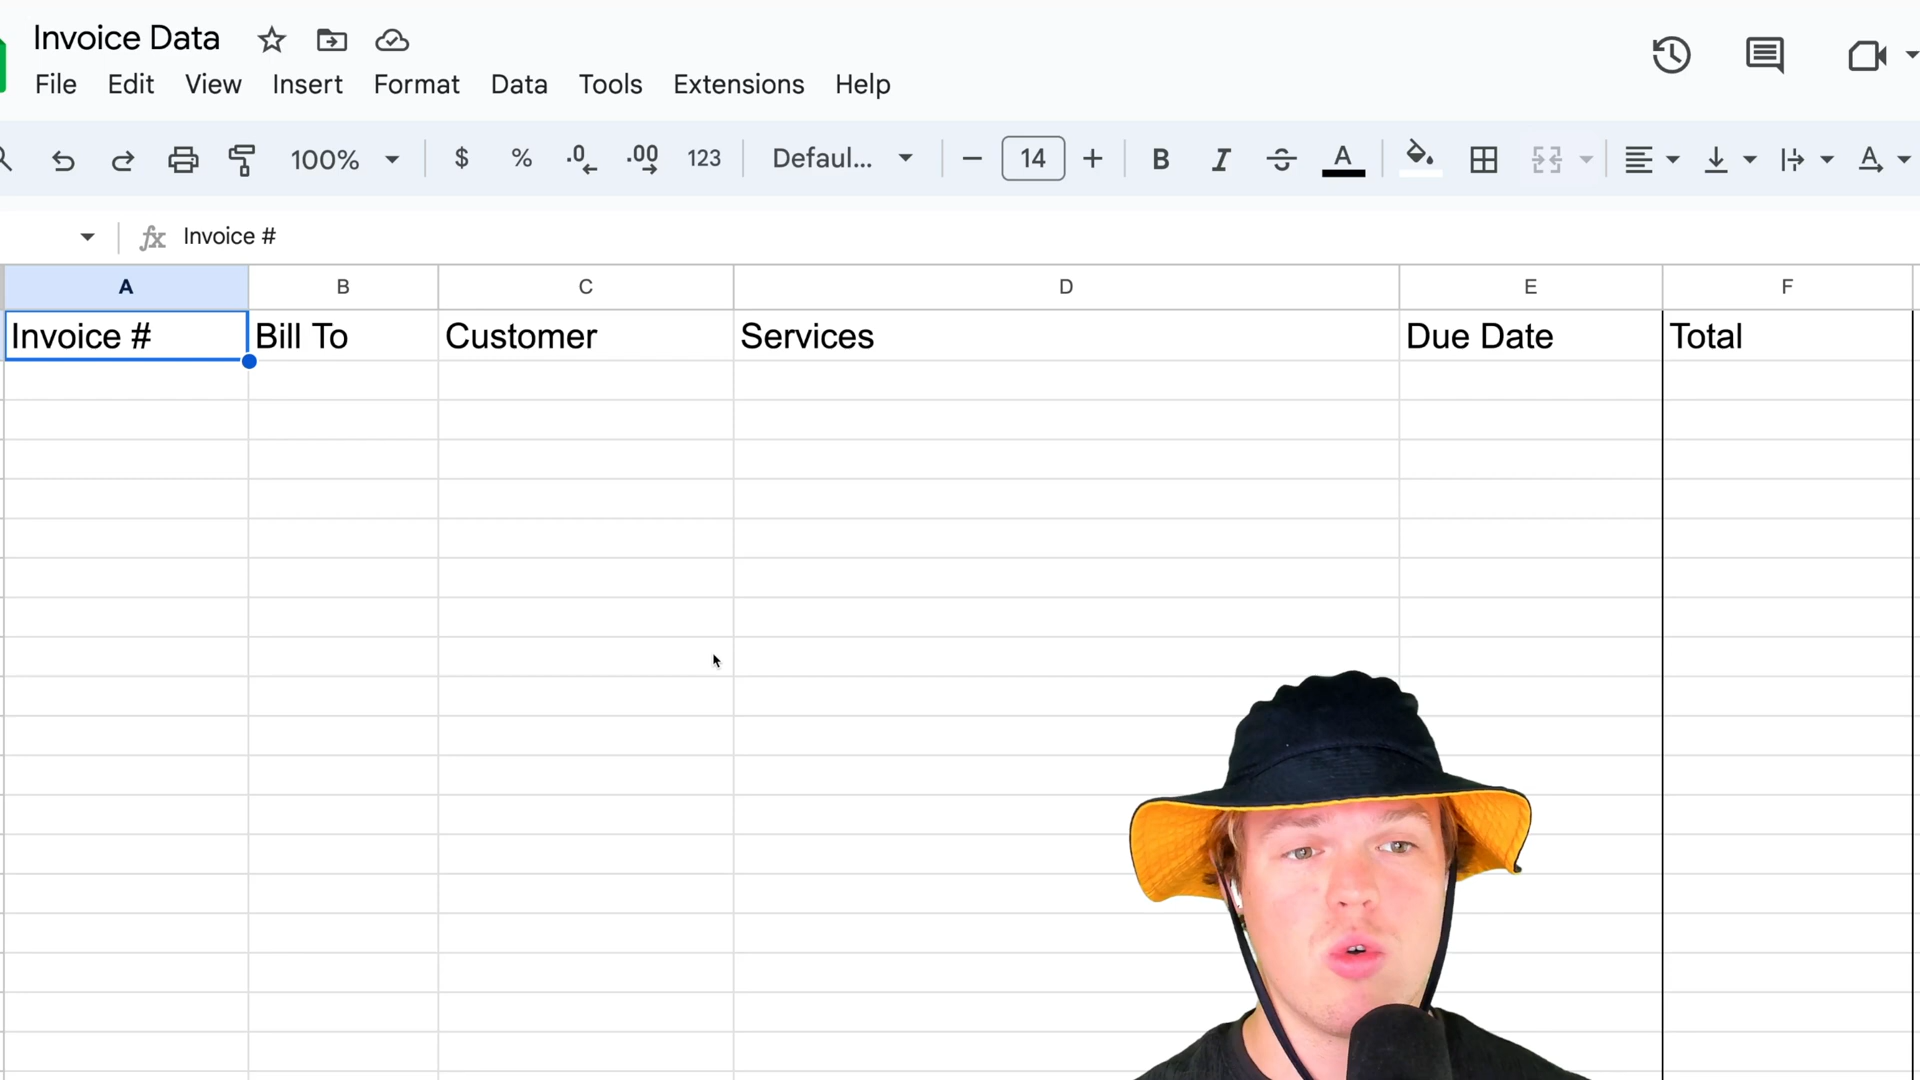 Invoice Data
File Edit View Insert Format Data Tools Extensions Help
100% $ % .0 .00 123 Defaul... 14 B I A A
fx Invoice #
A B C D E F
Invoice # Bill To Customer Services Due Date Total